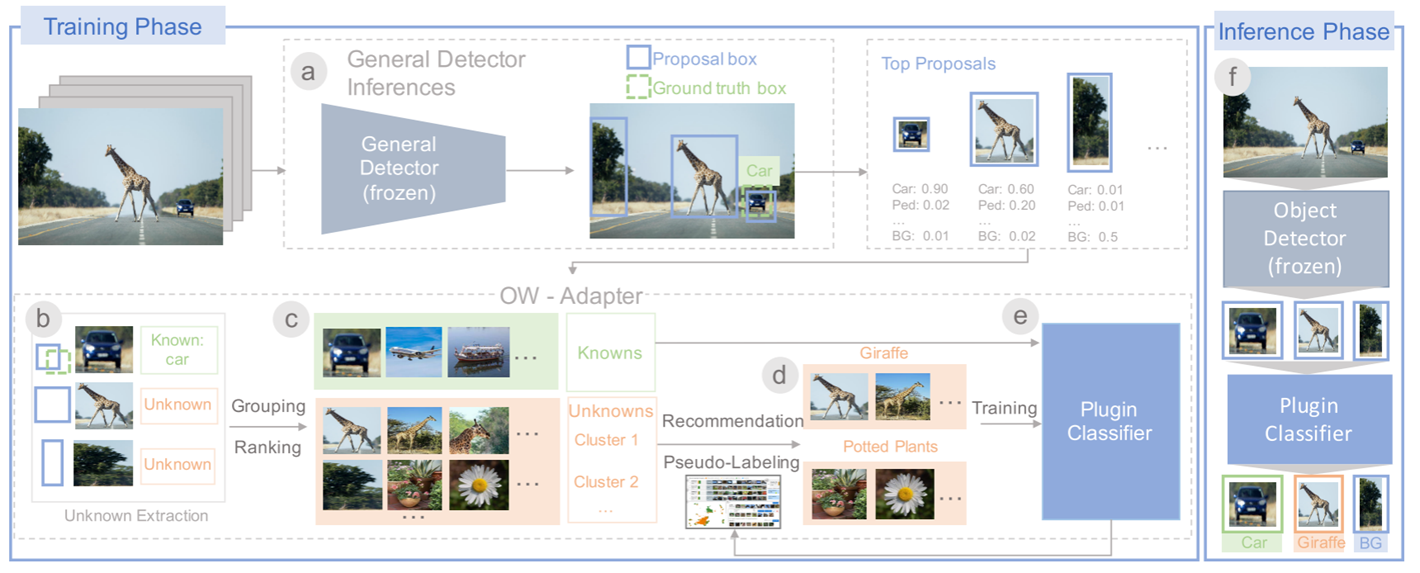 Training Phase
Inference Phase
a
General Detector
Inferences
Proposal box
Ground truth box
General
Detector
(frozen)
Car
Top Proposals
...
Car: 0.90
Ped: 0.02
...
BG: 0.01
Car: 0.60
Ped: 0.20
...
BG: 0.02
Car: 0.01
Ped: 0.01
...
BG: 0.5
OW - Adapter
b
Known:
car
Unknown
Unknown
Unknown Extraction
Grouping
Ranking
c
...
Knowns
...
...
...
Unknowns
Cluster 1
Cluster 2
...
Recommendation
Pseudo-Labeling
d
Giraffe
...
Potted Plants
...
Training
e
Plugin
Classifier
f
Object
Detector
(frozen)
Plugin
Classifier
Car
Giraffe
BG